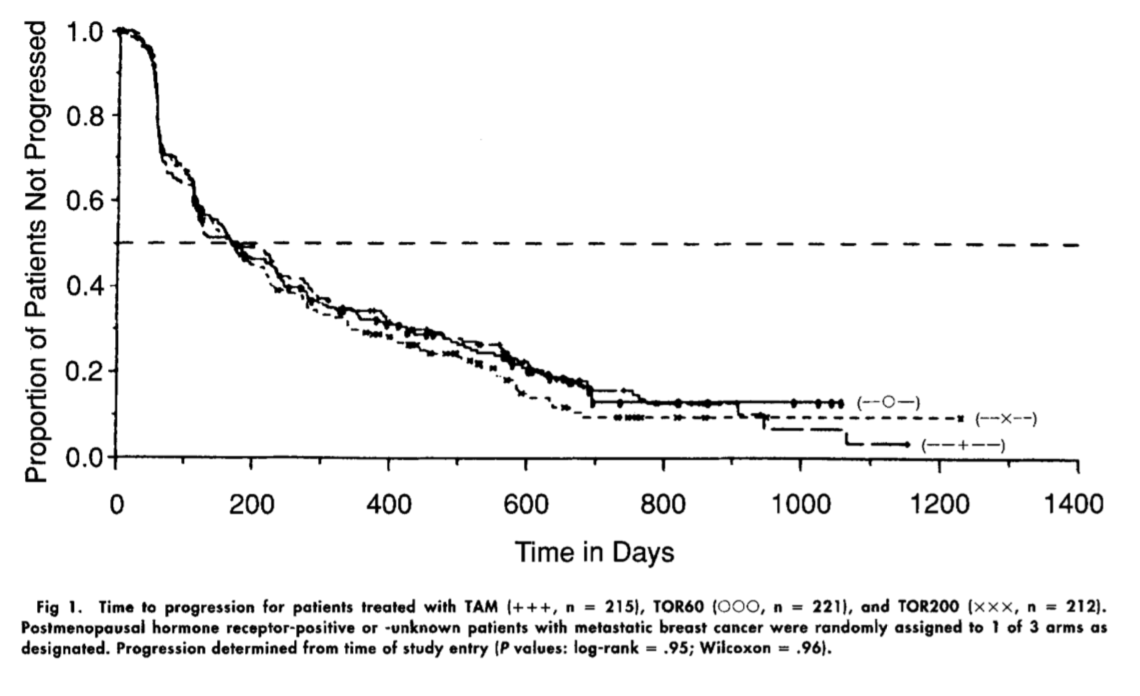 Proportion of Patients Not Progressed
1.0
0.8
0.6
0.4
0.2
0.0
(—O—)
(--×--)
(——+——)
0 200 400 600 800 1000 1200 1400
Time in Days
Fig 1. Time to progression for patients treated with TAM (+++, n = 215), TOR60 (OOO, n = 221), and TOR200 (×××, n = 212).
Postmenopausal hormone receptor-positive or -unknown patients with metastatic breast cancer were randomly assigned to 1 of 3 arms as
designated. Progression determined from time of study entry (P values: log-rank = .95; Wilcoxon = .96).